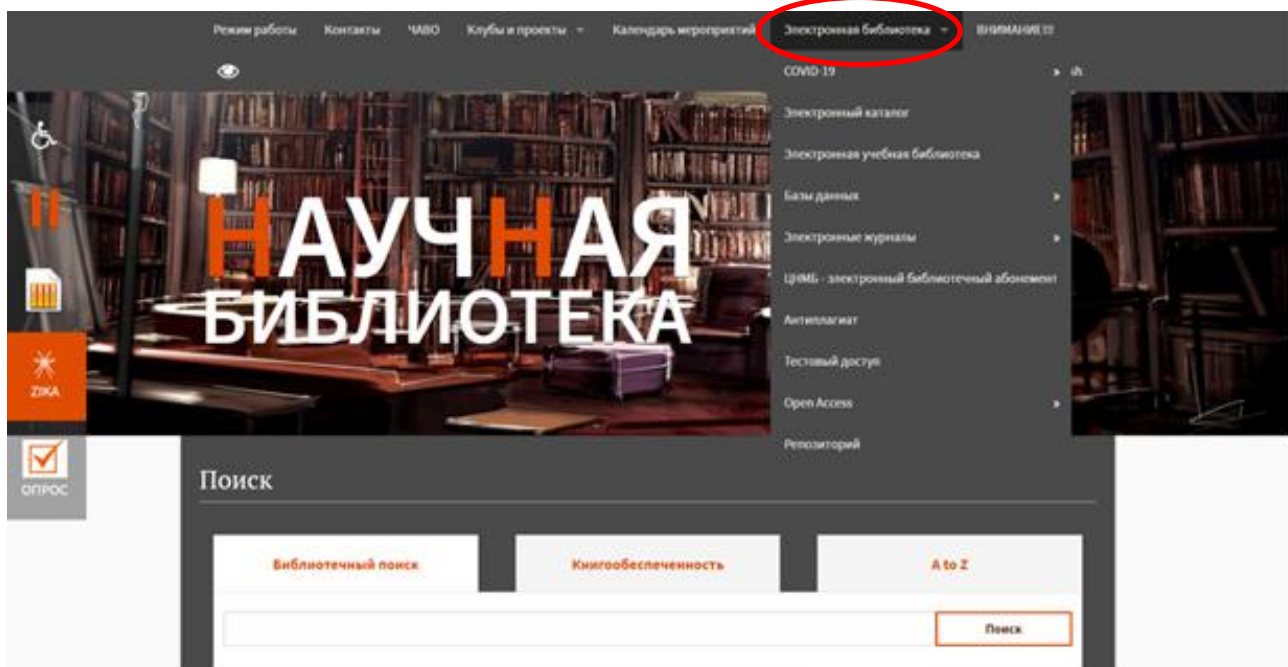 Режим работы Контакты ЧАВО Клубы и проекты Календарь мероприятий Электронная библиотека ВНИМАНИЕ!!!
COVID-19 sh
Электронный каталог
Электронная учебная библиотека
Базы данных
Электронные журналы
ЦНМБ - электронный библиотечный абонемент
Антиплагиат
Тестовый доступ
Open Access
Репозиторий
НАУЧНАЯ
БИБЛИОТЕКА
ZIKA
ОПРОС
Поиск
Библиотечный поиск Книгообеспеченность A to Z
Поиск